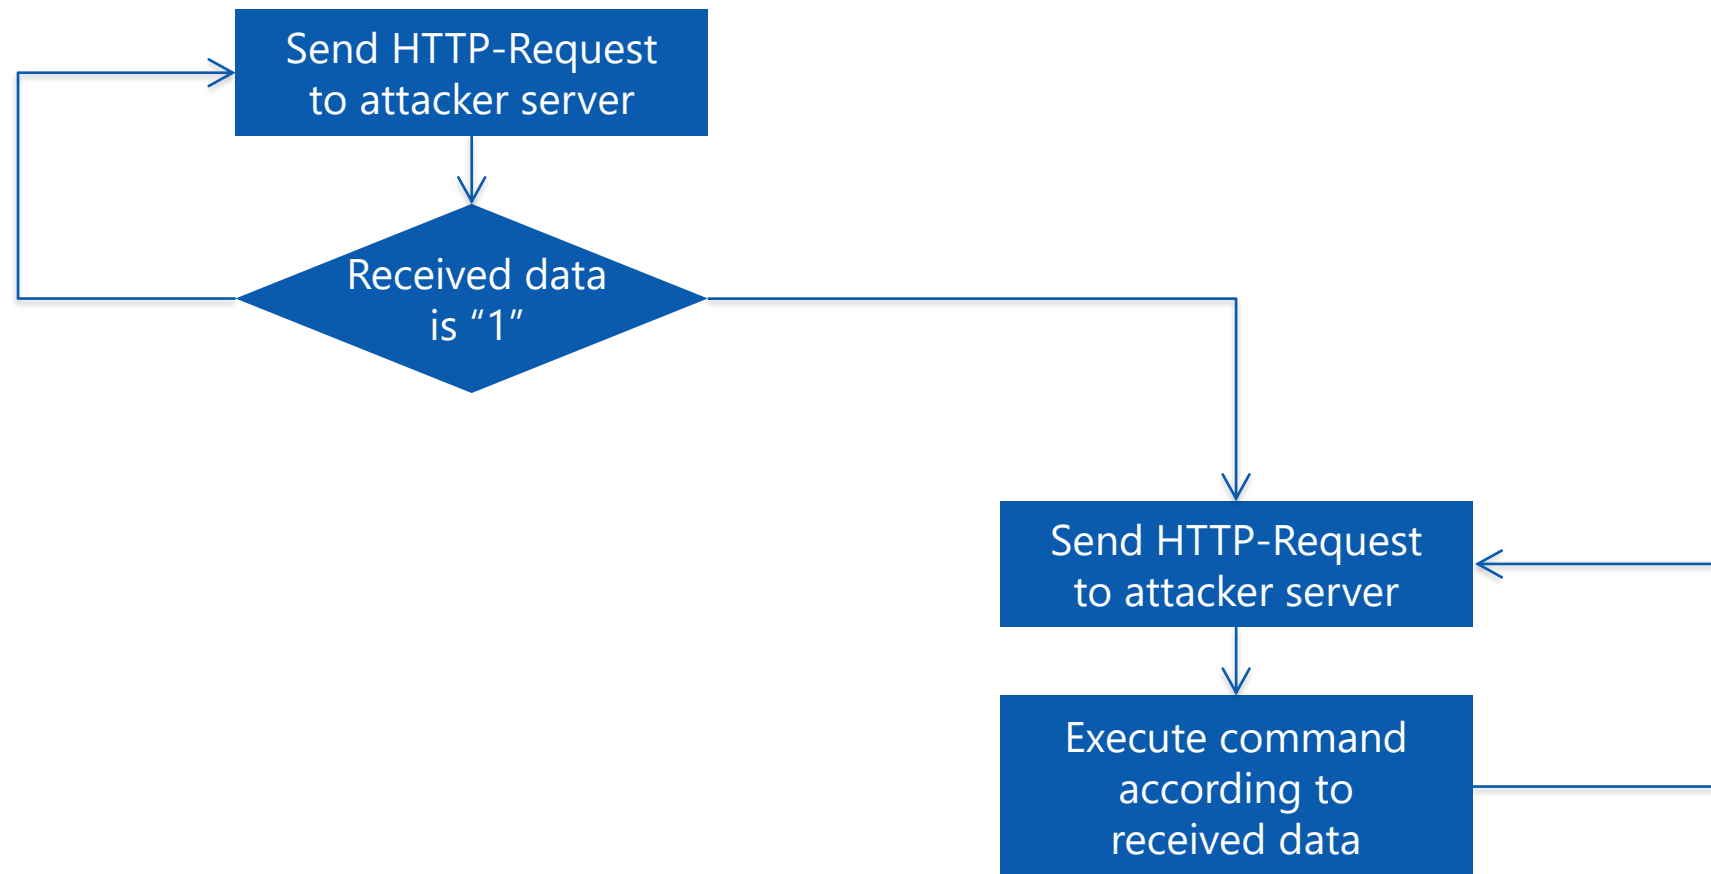 Send HTTP-Request
to attacker server
Received data
is “1”
Send HTTP-Request
to attacker server
Execute command
according to
received data